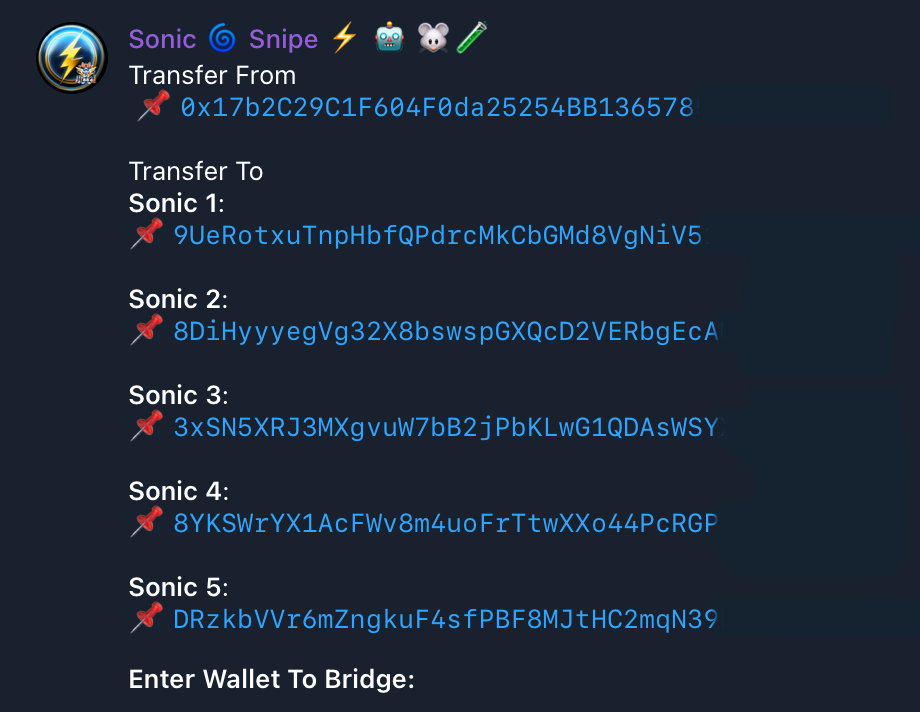 Sonic 🌀 Snipe ⚡ 🤖 🐭 🧪
Transfer From
📌 0x17b2C29C1F604F0da25254BB136578
Transfer To
Sonic 1:
📌 9UeRotxuTnpHbfQPdrcMkCbGMd8VgNiV5
Sonic 2:
📌 8DiHyyyegVg32X8bswspGXQcD2VERbgEcA
Sonic 3:
📌 3xSN5XRJ3MXgvuW7bB2jPbKLwG1QDAsWSY
Sonic 4:
📌 8YKSWrYX1AcFWv8m4uoFrTtwXXo44PcRGP
Sonic 5:
📌 DRzkbVVr6mZngkuF4sfPBF8MJtHC2mqN39
Enter Wallet To Bridge: